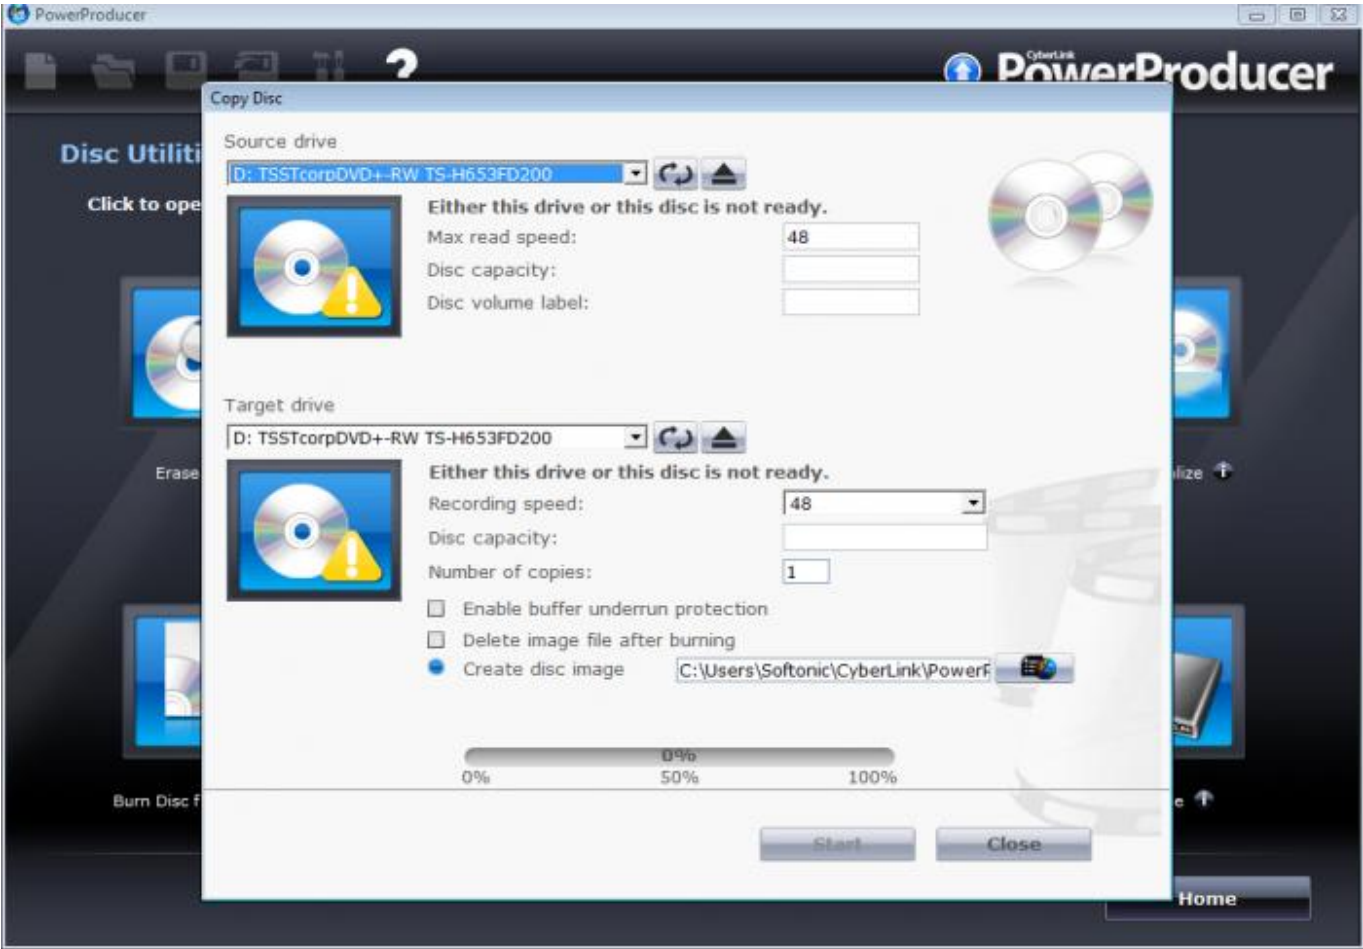 PowerProducer
CyberLink
PowerProducer
Copy Disc
Disc Utiliti
Click to ope
Source drive
D: TSSTcorpDVD+-RW TS-H653FD200
Either this drive or this disc is not ready.
Max read speed: 48
Disc capacity:
Disc volume label:
Target drive
D: TSSTcorpDVD+-RW TS-H653FD200
Either this drive or this disc is not ready.
Erase
lize
Recording speed: 48
Disc capacity:
Number of copies: 1
Enable buffer underrun protection
Delete image file after burning
Create disc image C:\Users\Softonic\CyberLink\PowerP
0%
0% 50% 100%
Burn Disc f
e
Start Close
Home